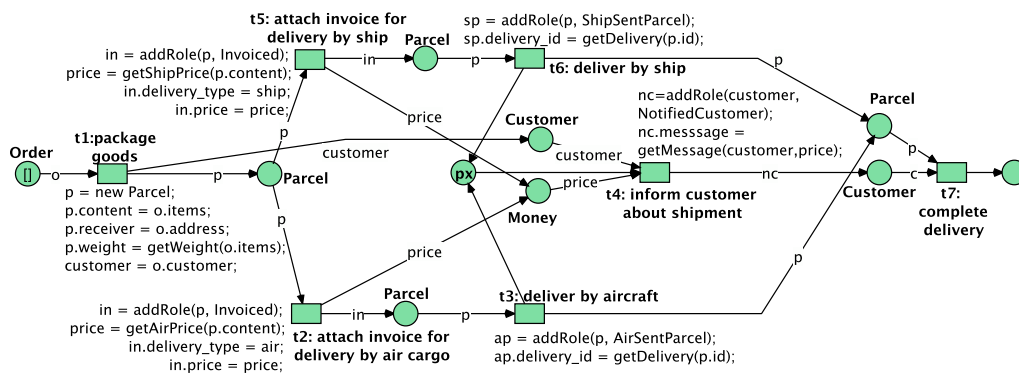 t5: attach invoice for
delivery by ship
in = addRole(p, Invoiced);
price = getShipPrice(p.content);
in.delivery_type = ship;
in.price = price;
in
Parcel
p
sp = addRole(p, ShipSentParcel);
sp.delivery_id = getDelivery(p.id);
t6: deliver by ship
p
p
price
Order
[]
o
t1:package
goods
p = new Parcel;
p.content = o.items;
p.receiver = o.address;
p.weight = getWeight(o.items);
customer = o.customer;
p
Parcel
customer
Customer
customer
px
price
Money
nc=addRole(customer,
NotifiedCustomer);
nc.messsage =
getMessage(customer,price);
t4: inform customer
about shipment
nc
Parcel
p
Customer
c
t7:
complete
delivery
p
price
in = addRole(p, Invoiced);
price = getAirPrice(p.content);
in.delivery_type = air;
in.price = price;
t2: attach invoice for
delivery by air cargo
in
Parcel
p
t3: deliver by aircraft
ap = addRole(p, AirSentParcel);
ap.delivery_id = getDelivery(p.id);
p